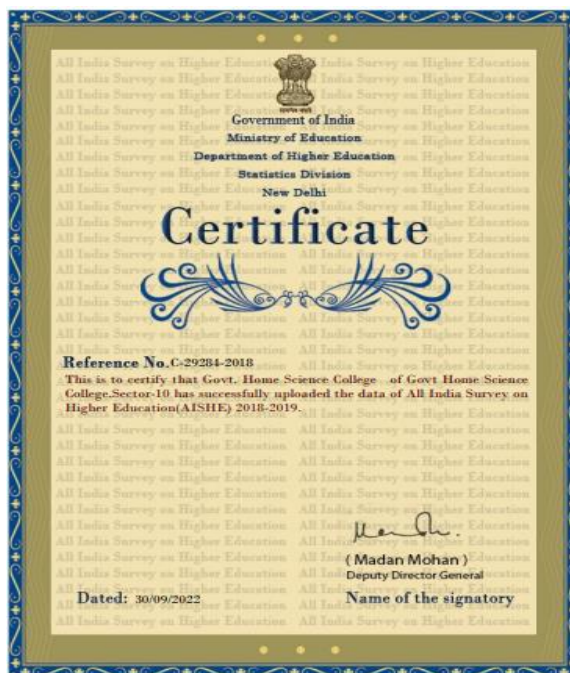 Government of India
Ministry of Education
Department of Higher Education
Statistics Division
New Delhi
Certificate
Reference No.C-29284-2018
This is to certify that Govt. Home Science College of Govt Home Science
College,Sector-10 has successfully uploaded the data of All India Survey on
Higher Education(AISHE) 2018-2019.
( Madan Mohan )
Deputy Director General
Dated: 30/09/2022 Name of the signatory